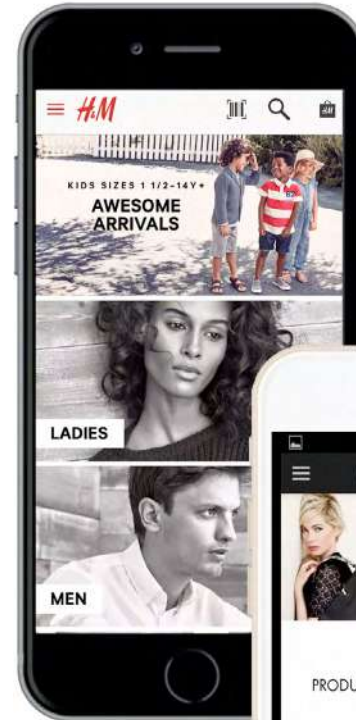 H&M
H&M
KIDS SIZES 1 1/2-14Y+
AWESOME
ARRIVALS
LADIES
MEN
PRODU